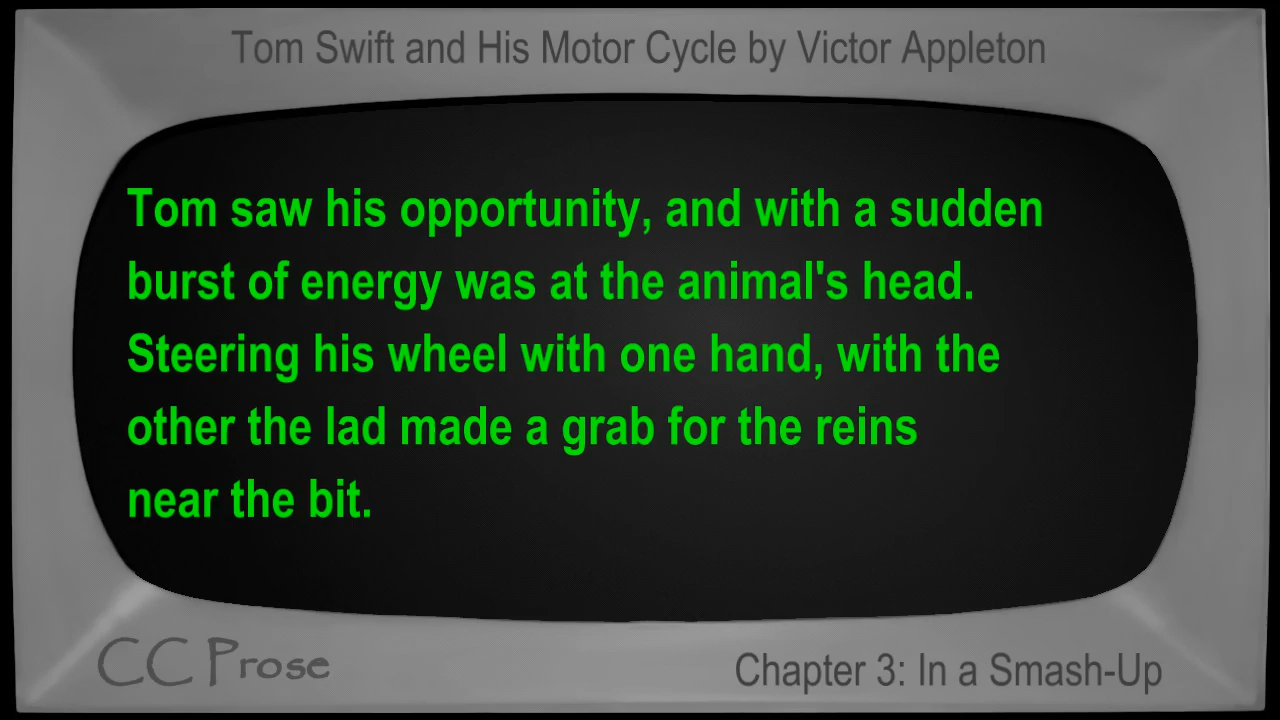 Tom Swift and His Motor Cycle by Victor Appleton
Tom saw his opportunity, and with a sudden
burst of energy was at the animal's head.
Steering his wheel with one hand, with the
other the lad made a grab for the reins
near the bit.
CC Prose
Chapter 3: In a Smash-Up